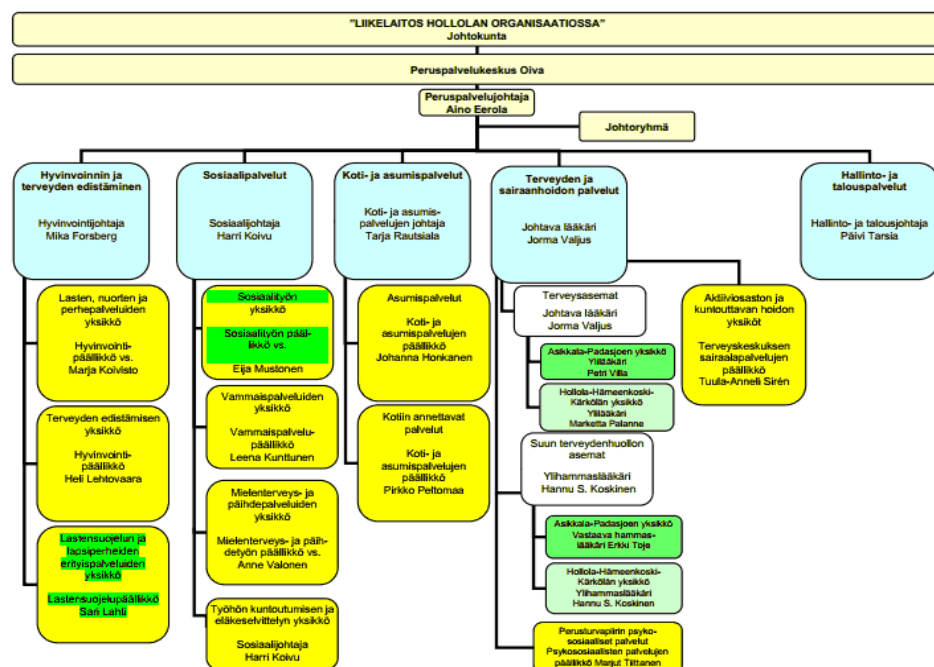 "LIIKELAITOS HOLLOLAN ORGANISAATIOSSA"
Johtokunta
Peruspalvelukeskus Oiva
Peruspalvelujohtaja
Aino Eerola
Johtoryhmä
Hyvinvoinnin ja
terveyden edistäminen
Hyvinvointijohtaja
Mika Forsberg
Sosiaalipalvelut
Sosiaalijohtaja
Harri Koivu
Koti- ja asumispalvelut
Koti- ja asumis-
palvelujen johtaja
Tarja Rautsiala
Terveyden ja
sairaanhoidon palvelut
Johtava lääkäri
Jorma Valjus
Hallinto- ja
talouspalvelut
Hallinto- ja talousjohtaja
Päivi Tarsia
Lasten, nuorten ja
perhepalveluiden
yksikkö
Hyvinvointi-
päällikkö vs.
Marja Koivisto
Terveyden edistämisen
yksikkö
Hyvinvointi-
päällikkö
Heli Lehtovaara
Lastensuojelun ja
lapsiperheiden
erityispalveluiden
yksikkö
Lastensuojelupäällikkö
Sari Lahti
Sosiaalityön
yksikkö
Sosiaalityön pääl-
likkö vs.
Eija Mustonen
Vammaispalveluiden
yksikkö
Vammaispalvelu-
päällikkö
Leena Kunttunen
Mielenterveys- ja
päihdepalveluiden
yksikkö
Mielenterveys- ja päih-
detyön päällikkö vs.
Anne Valonen
Työhön kuntoutumisen ja
eläkeselvittelyn yksikkö
Sosiaalijohtaja
Harri Koivu
Asumispalvelut
Koti- ja
asumispalvelujen
päällikkö
Johanna Honkanen
Kotiin annettavat
palvelut
Koti- ja
asumispalvelujen
päällikkö
Pirkko Peltomaa
Terveysasemat
Johtava lääkäri
Jorma Valjus
Asikkala-Padasjoen yksikkö
Ylilääkäri
Petri Villa
Hollola-Hämeenkoski-
Kärkölän yksikkö
Ylilääkäri
Marketta Palanne
Suun terveydenhuollon
asemat
Ylihammaslääkäri
Hannu S. Koskinen
Asikkala-Padasjoen yksikkö
Vastaava hammas-
lääkäri Erkki Toje
Hollola-Hämeenkoski-
Kärkölän yksikkö
Ylihammaslääkäri
Hannu S. Koskinen
Perusturvapiirin psyko-
sosiaaliset palvelut
Psykososiaalisten palvelujen
päällikkö Marjut Tiittanen
Aktiiviosaston ja
kuntouttavan hoidon
yksiköt
Terveyskeskuksen
sairaalapalvelujen
päällikkö
Tuula-Anneli Sirén